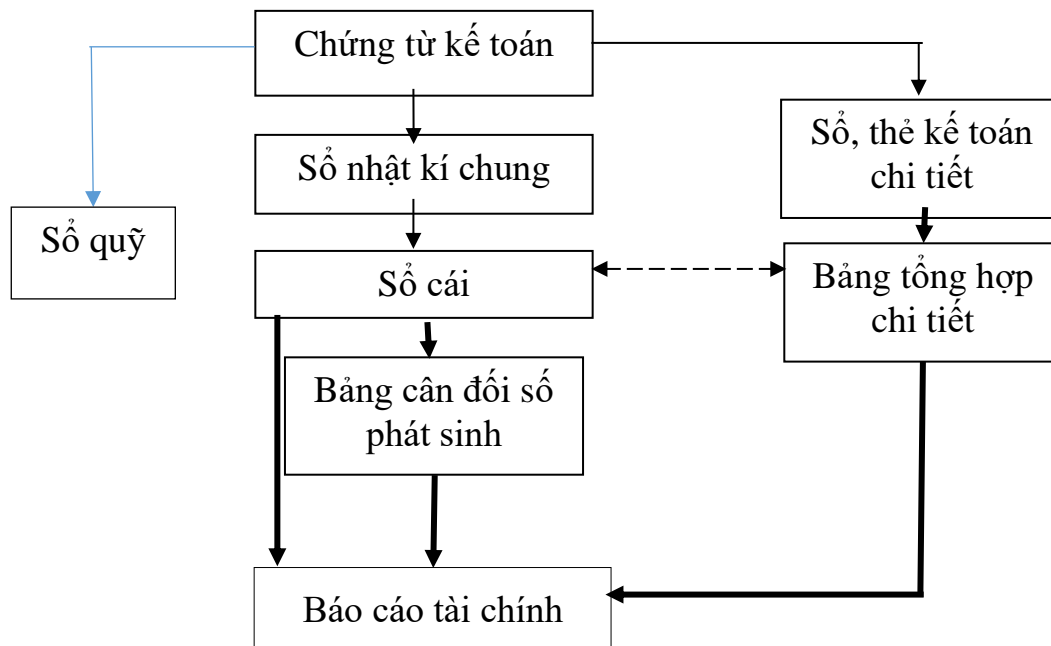 Chứng từ kế toán
Sổ nhật kí chung
Sổ, thẻ kế toán
chi tiết
Sổ quỹ
Sổ cái
Bảng tổng hợp
chi tiết
Bảng cân đối số
phát sinh
Báo cáo tài chính